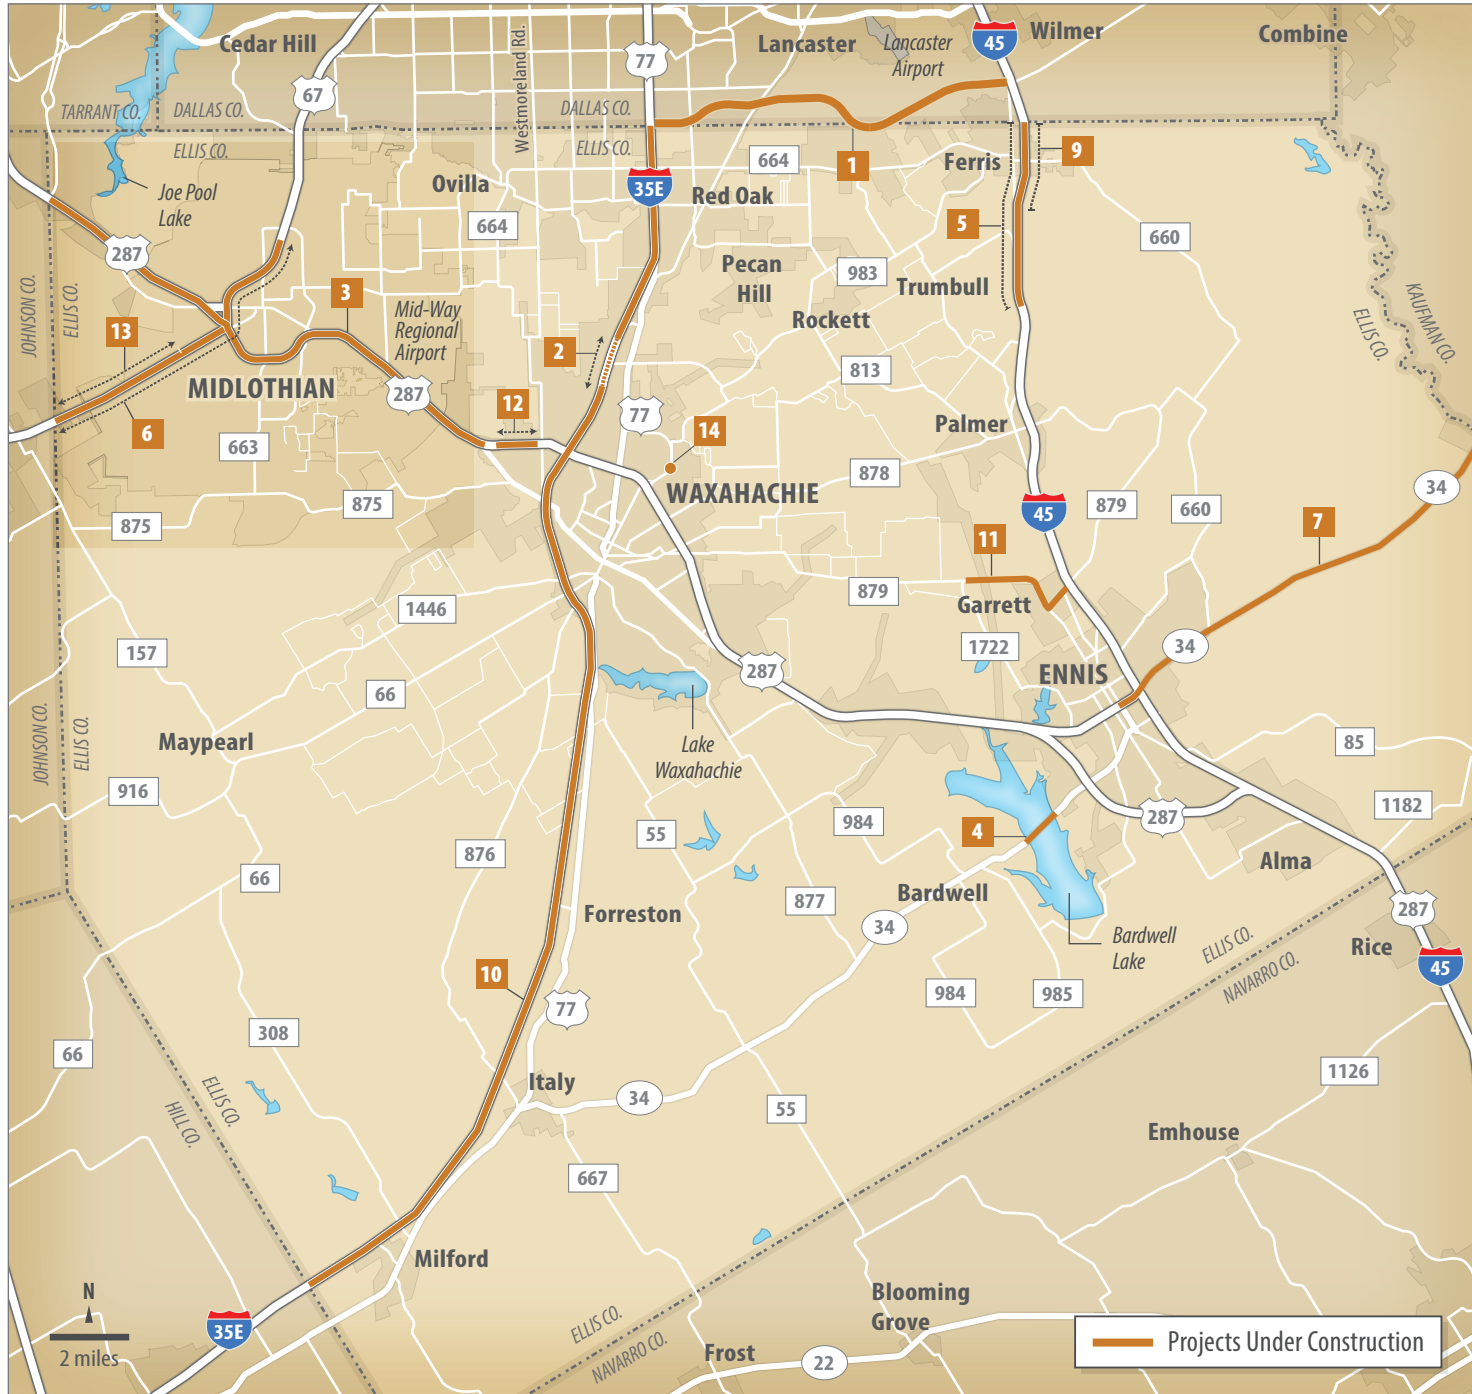 Cedar Hill
67
Westmoreland Rd.
77
Lancaster
Lancaster
Airport
45
Wilmer
Combine
TARRANT CO.
DALLAS CO.
ELLIS CO.
DALLAS CO.
ELLIS CO.
Joe Pool
Lake
Ovilla
664
35E
Red Oak
664
1
Ferris
9
5
660
287
JOHNSON CO.
ELLIS CO.
13
3
Mid-Way
Regional
Airport
2
Pecan
Hill
983
Trumbull
Rockett
813
KAUFMAN CO.
ELLIS CO.
MIDLOTHIAN
287
12
77
14
6
663
Palmer
WAXAHACHIE
878
34
875
875
45
879
660
7
11
1446
879
Garrett
157
1722
34
66
287
ENNIS
JOHNSON CO.
ELLIS CO.
Maypearl
Lake
Waxahachie
85
916
1182
55
984
4
287
876
66
Alma
877
Bardwell
Forreston
34
287
Bardwell
Lake
ELLIS CO.
NAVARRO CO.
Rice
45
10
984
985
77
308
66
1126
Italy
ELLIS CO.
HILL CO.
34
55
Emhouse
667
Milford
N
2 miles
35E
Blooming
Grove
ELLIS CO.
NAVARRO CO.
Frost
22
Projects Under Construction